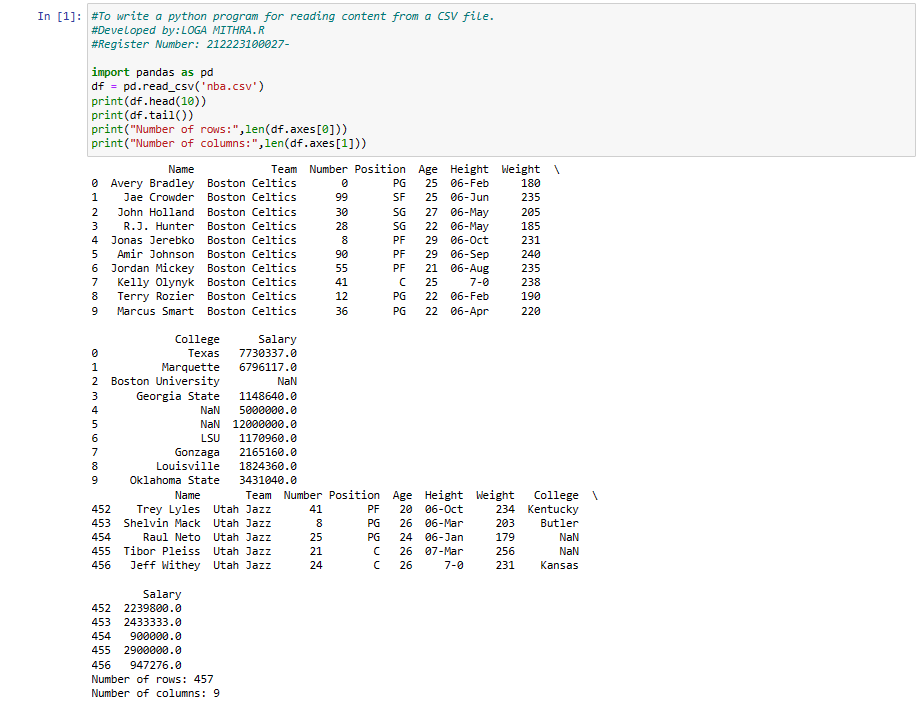 In [1]: #To write a python program for reading content from a CSV file.
#Developed by:LOGA MITHRA.R
#Register Number: 212223100027-
import pandas as pd
df = pd.read_csv('nba.csv')
print(df.head(10))
print(df.tail())
print("Number of rows:",len(df.axes[0]))
print("Number of columns:",len(df.axes[1]))
Name Team Number Position Age Height Weight \
0 Avery Bradley Boston Celtics 0 PG 25 06-Feb 180
1 Jae Crowder Boston Celtics 99 SF 25 06-Jun 235
2 John Holland Boston Celtics 30 SG 27 06-May 205
3 R.J. Hunter Boston Celtics 28 SG 22 06-May 185
4 Jonas Jerebko Boston Celtics 8 PF 29 06-Oct 231
5 Amir Johnson Boston Celtics 90 PF 29 06-Sep 240
6 Jordan Mickey Boston Celtics 55 PF 21 06-Aug 235
7 Kelly Olynyk Boston Celtics 41 C 25 7-0 238
8 Terry Rozier Boston Celtics 12 PG 22 06-Feb 190
9 Marcus Smart Boston Celtics 36 PG 22 06-Apr 220
College Salary
0 Texas 7730337.0
1 Marquette 6796117.0
2 Boston University NaN
3 Georgia State 1148640.0
4 NaN 5000000.0
5 NaN 12000000.0
6 LSU 1170960.0
7 Gonzaga 2165160.0
8 Louisville 1824360.0
9 Oklahoma State 3431040.0
Name Team Number Position Age Height Weight College \
452 Trey Lyles Utah Jazz 41 PF 20 06-Oct 234 Kentucky
453 Shelvin Mack Utah Jazz 8 PG 26 06-Mar 203 Butler
454 Raul Neto Utah Jazz 25 PG 24 06-Jan 179 NaN
455 Tibor Pleiss Utah Jazz 21 C 26 07-Mar 256 NaN
456 Jeff Withey Utah Jazz 24 C 26 7-0 231 Kansas
Salary
452 2239800.0
453 2433333.0
454 900000.0
455 2900000.0
456 947276.0
Number of rows: 457
Number of columns: 9